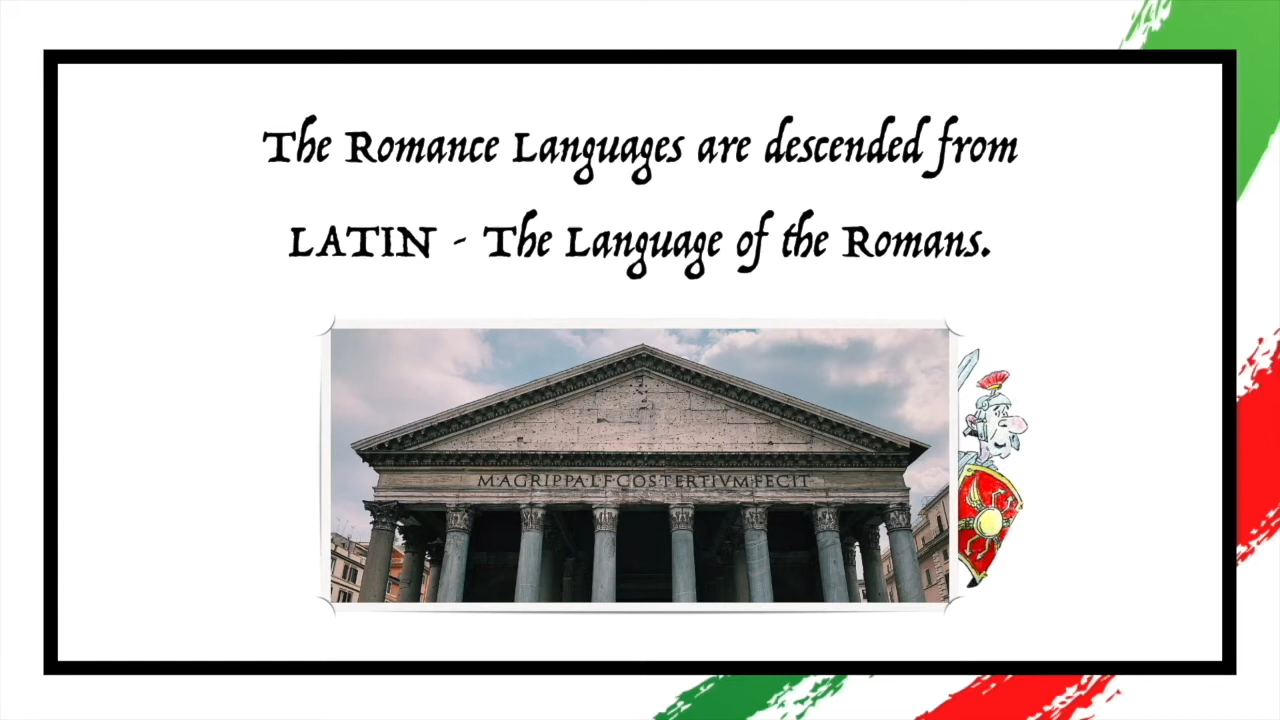 The Romance Languages are descended from
LATIN - The Language of the Romans.
M·AGRIPPA·L·F·COS·TERTIVM·FECIT